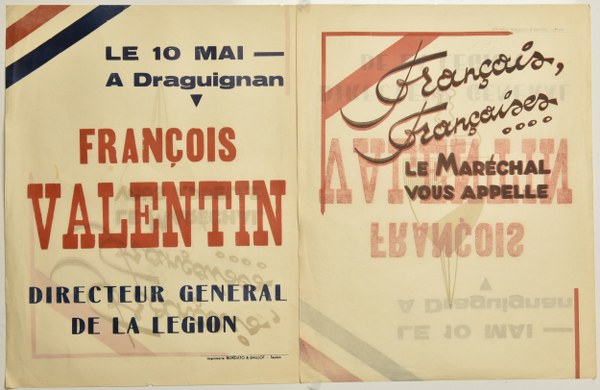 LE 10 MAI —
A Draguignan
FRANÇOIS
VALENTIN
DIRECTEUR GENERAL
DE LA LEGION
Français,
Françaises....
LE MARÉCHAL
VOUS APPELLE